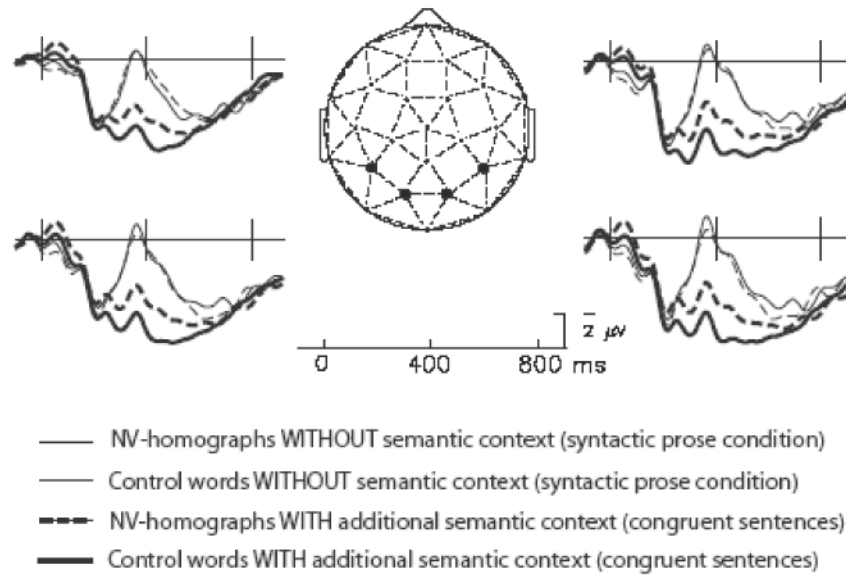 2 μV
0 400 800 ms
NV-homographs WITHOUT semantic context (syntactic prose condition)
Control words WITHOUT semantic context (syntactic prose condition)
NV-homographs WITH additional semantic context (congruent sentences)
Control words WITH additional semantic context (congruent sentences)